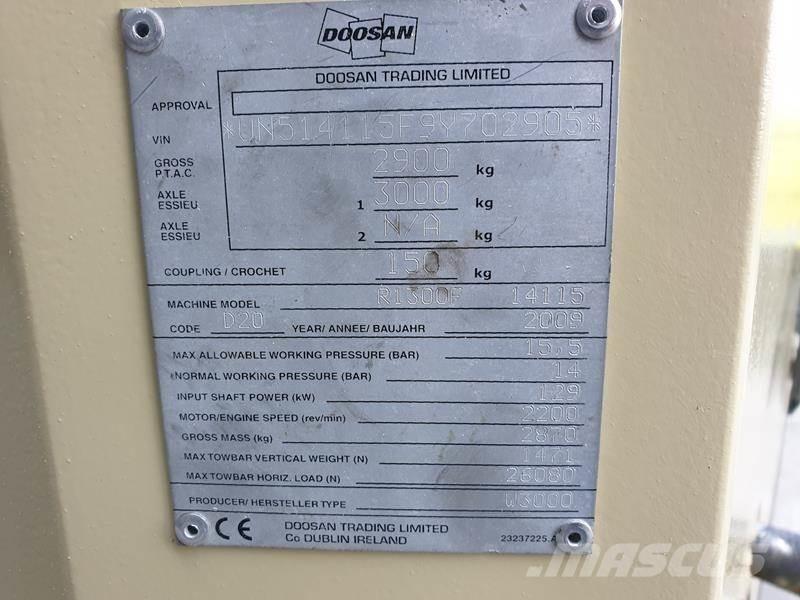 DOOSAN
DOOSAN TRADING LIMITED
APPROVAL
VIN *UN514115F9Y702905*
GROSS P.T.A.C. 2900 kg
AXLE ESSIEU 1 3000 kg
AXLE ESSIEU 2 N/A kg
COUPLING / CROCHET 150 kg
MACHINE MODEL R1300F 14115
CODE D20 YEAR/ ANNEE/ BAUJAHR 2009
MAX ALLOWABLE WORKING PRESSURE (BAR) 15.5
NORMAL WORKING PRESSURE (BAR) 14
INPUT SHAFT POWER (kW) 129
MOTOR/ENGINE SPEED (rev/min) 2200
GROSS MASS (kg) 2870
MAX TOWBAR VERTICAL WEIGHT (N) 1471
MAX TOWBAR HORIZ. LOAD (N) 26080
PRODUCER/ HERSTELLER TYPE W3000
CE DOOSAN TRADING LIMITED
Co DUBLIN IRELAND 23237225.A
MASCUS